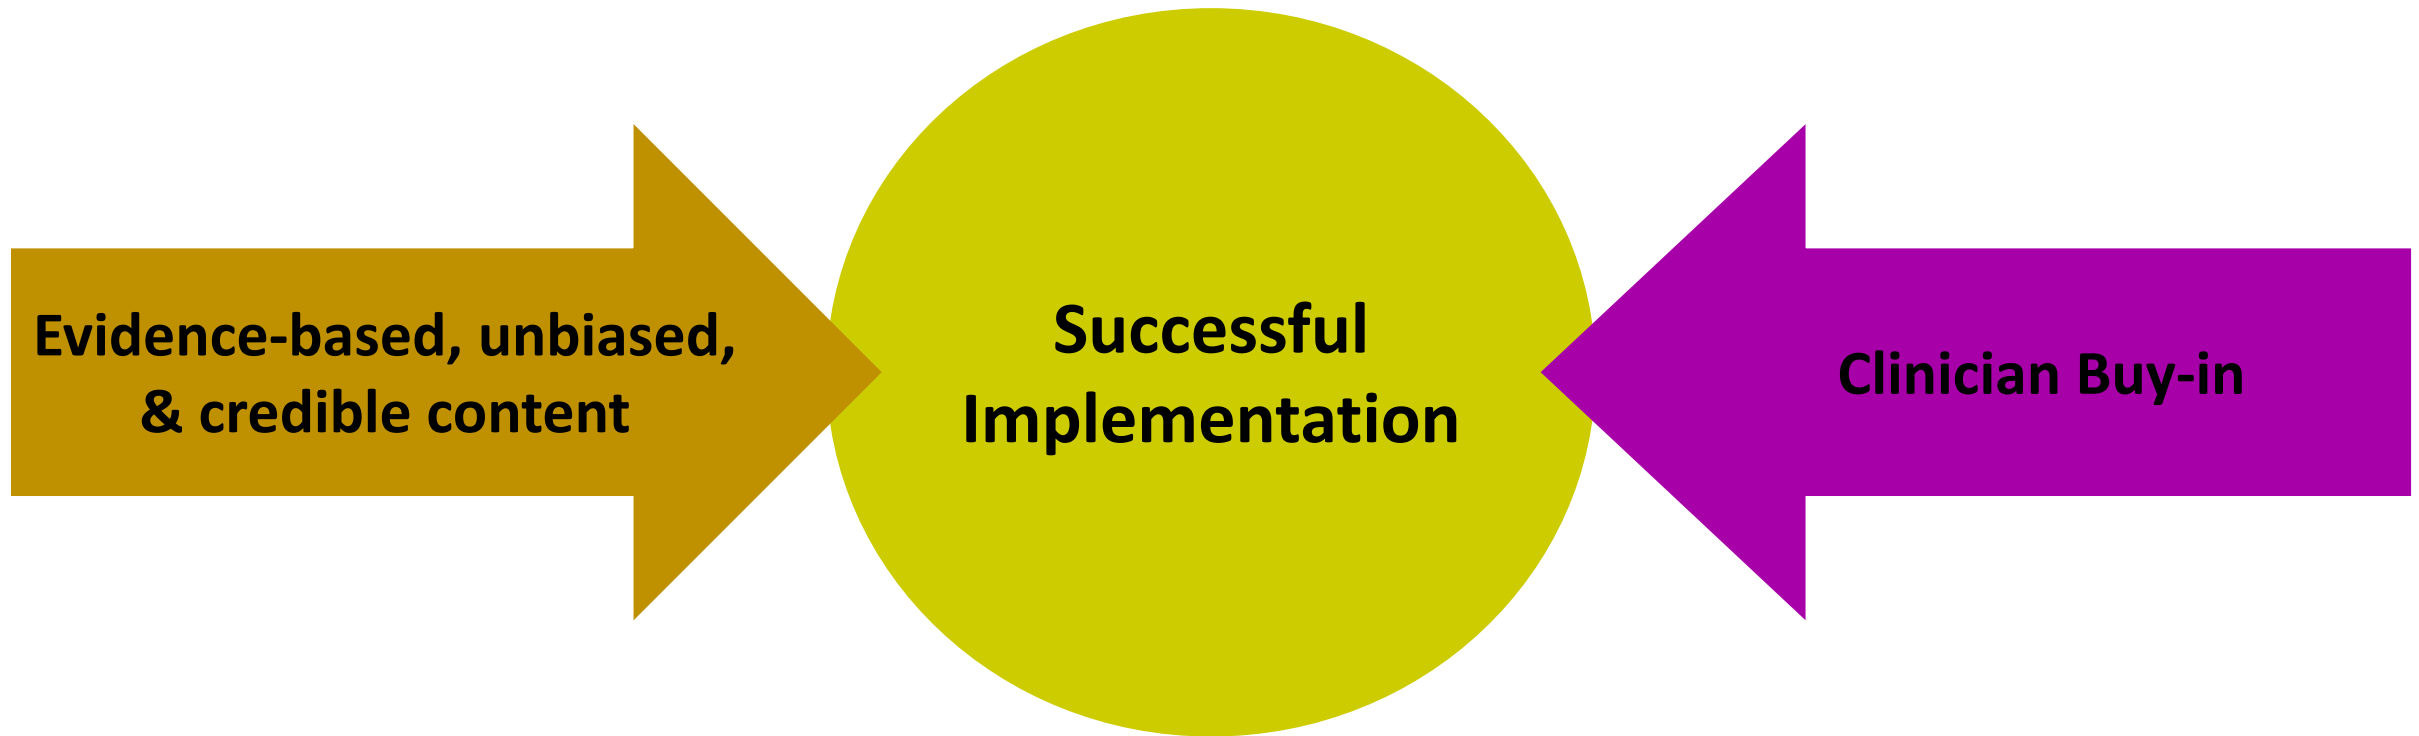 Evidence-based, unbiased,
& credible content
Successful
Implementation
Clinician Buy-in